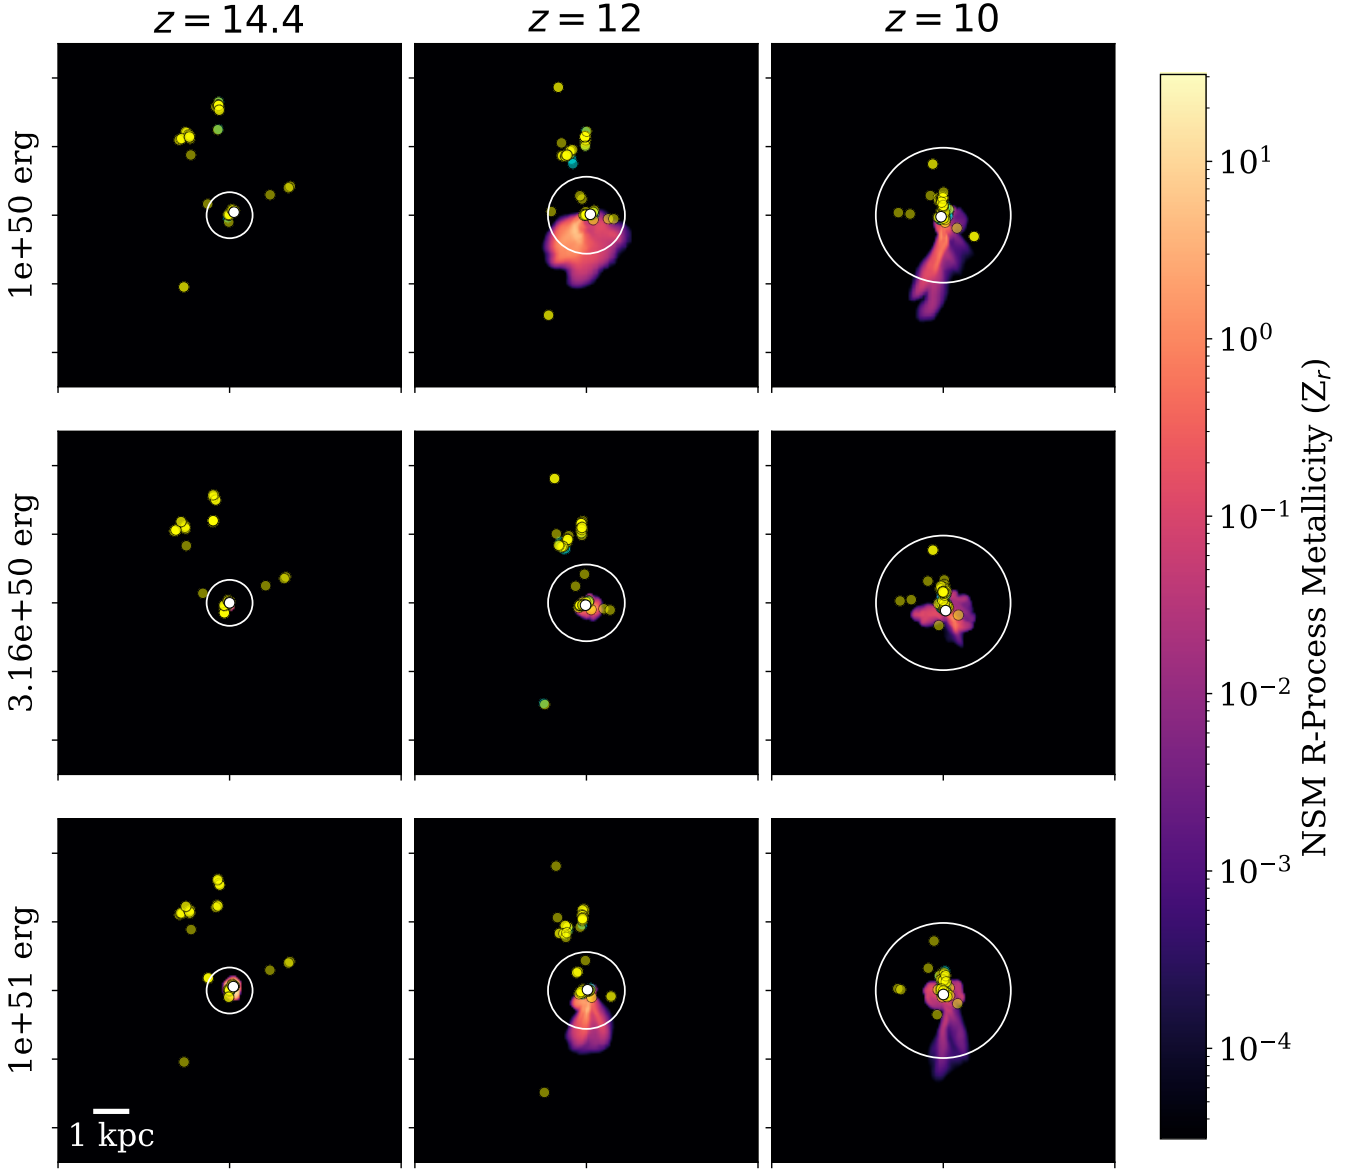 z = 14.4
z = 12
z = 10
1e+50 erg
3.16e+50 erg
1e+51 erg
1 kpc
10¹
10⁰
10⁻¹
10⁻²
10⁻³
10⁻⁴
NSM R-Process Metallicity (Zᵣ)